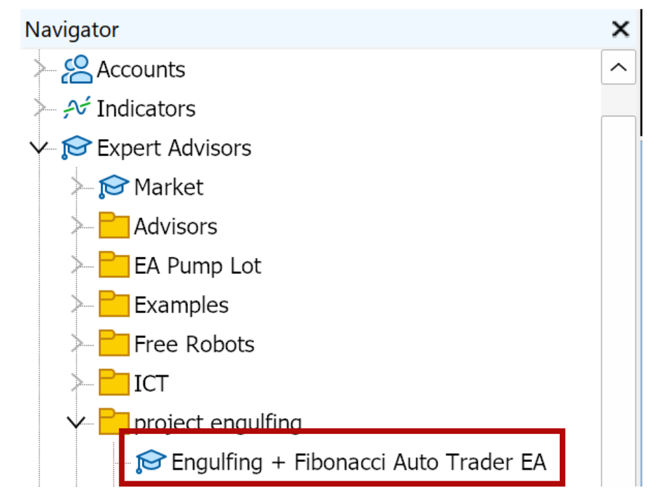 Navigator
Accounts
Indicators
Expert Advisors
Market
Advisors
EA Pump Lot
Examples
Free Robots
ICT
project engulfing
Engulfing + Fibonacci Auto Trader EA